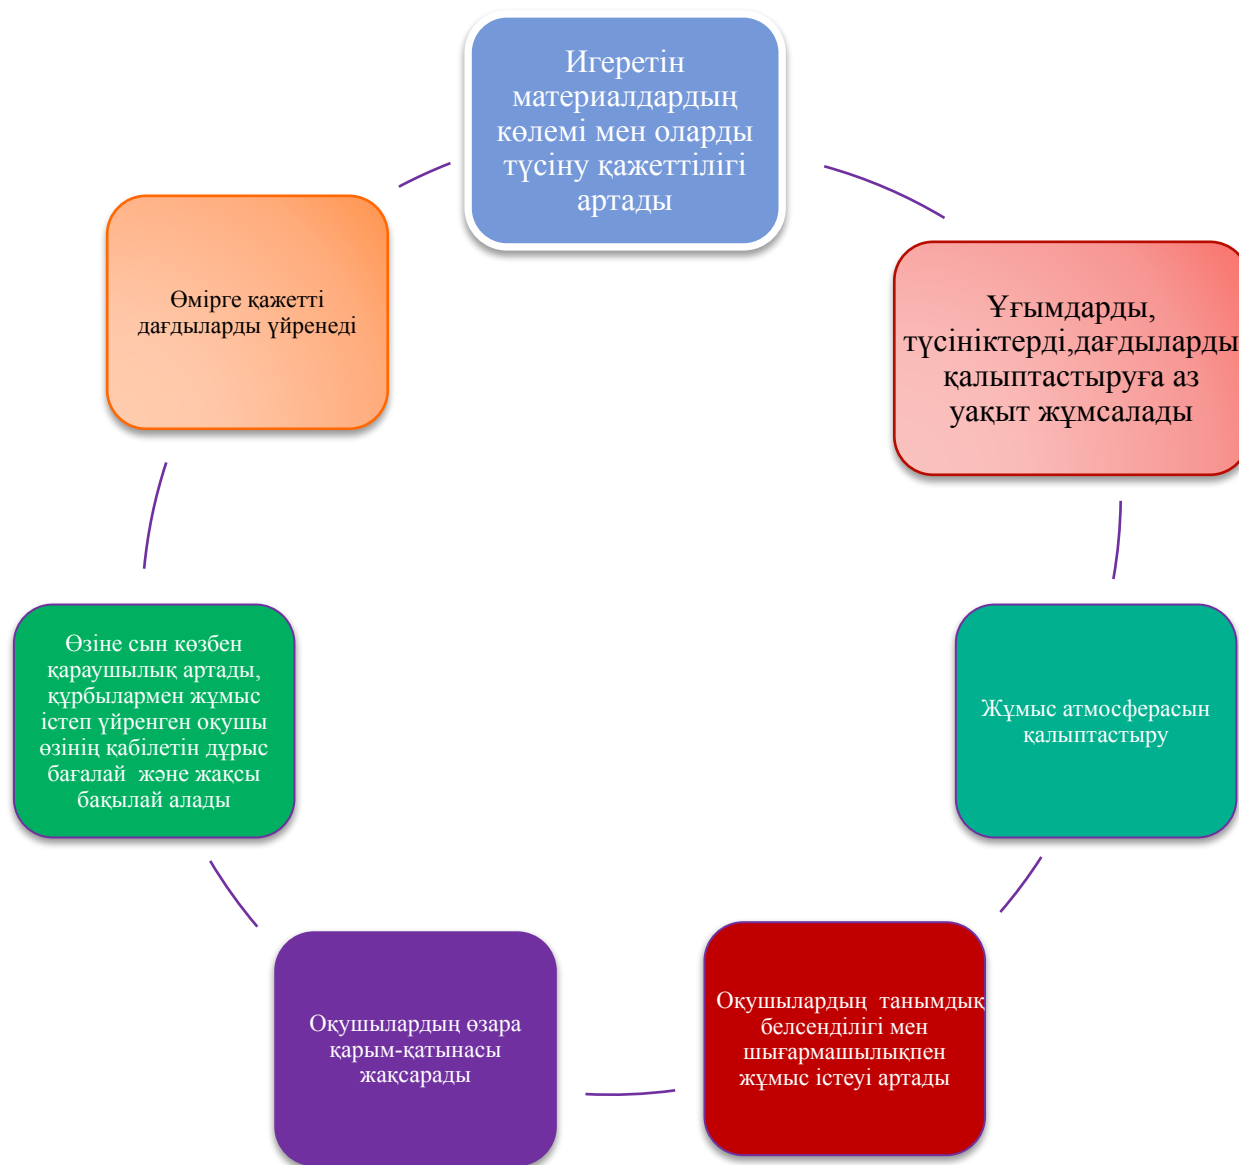 Игеретін
материалдардың
көлемі мен оларды
түсіну қажеттілігі
артады
Ұғымдарды,
түсініктерді,дағдыларды
қалыптастыруға аз
уақыт жұмсалады
Жұмыс атмосферасын
қалыптастыру
Оқушылардың  танымдық
белсенділігі мен
шығармашылықпен
жұмыс істеуі артады
Оқушылардың өзара
қарым-қатынасы
жақсарады
Өзіне сын көзбен
қараушылық артады,
құрбылармен жұмыс
істеп үйренген оқушы
өзінің қабілетін дұрыс
бағалай  және жақсы
бақылай алады
Өмірге қажетті
дағдыларды үйренеді